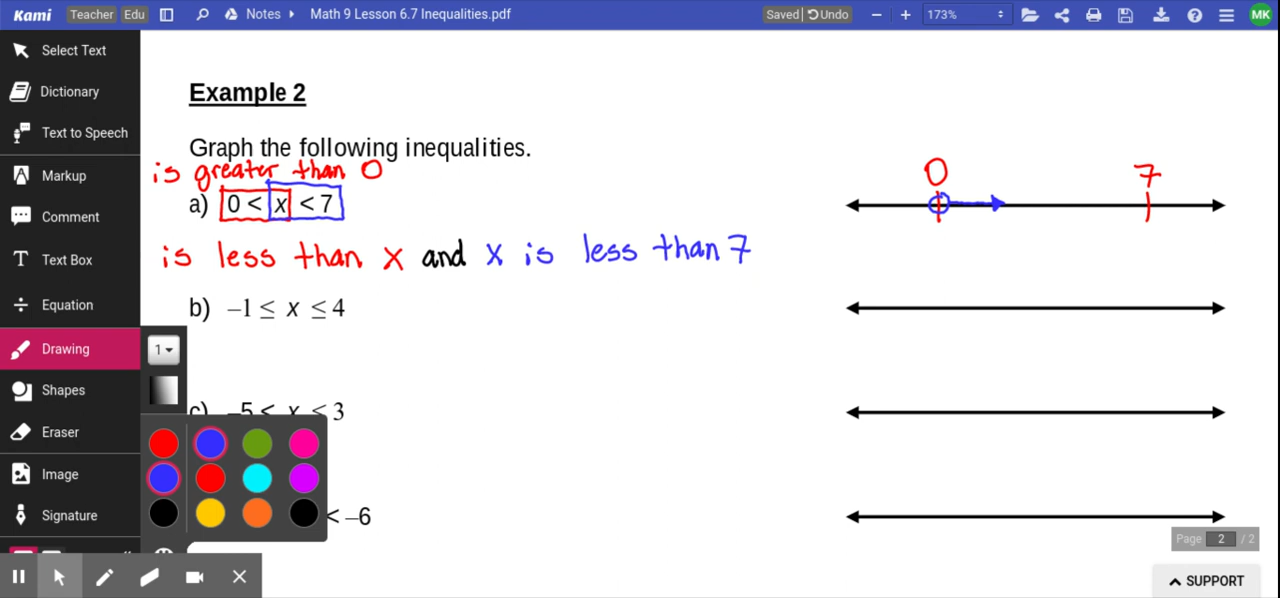 Kami Teacher Edu Notes Math 9 Lesson 6.7 Inequalities.pdf Saved Undo 173% MK
Select Text
Dictionary
Text to Speech
Markup
Comment
Text Box
Equation
Drawing
Shapes
Eraser
Image
Signature
1
Example 2
Graph the following inequalities.
is greater than 0
a) 0 < x < 7
0 7
is less than x and x is less than 7
b) –1 ≤ x ≤ 4
c) –5 < x ≤ 3
< –6
Page 2 / 2
SUPPORT